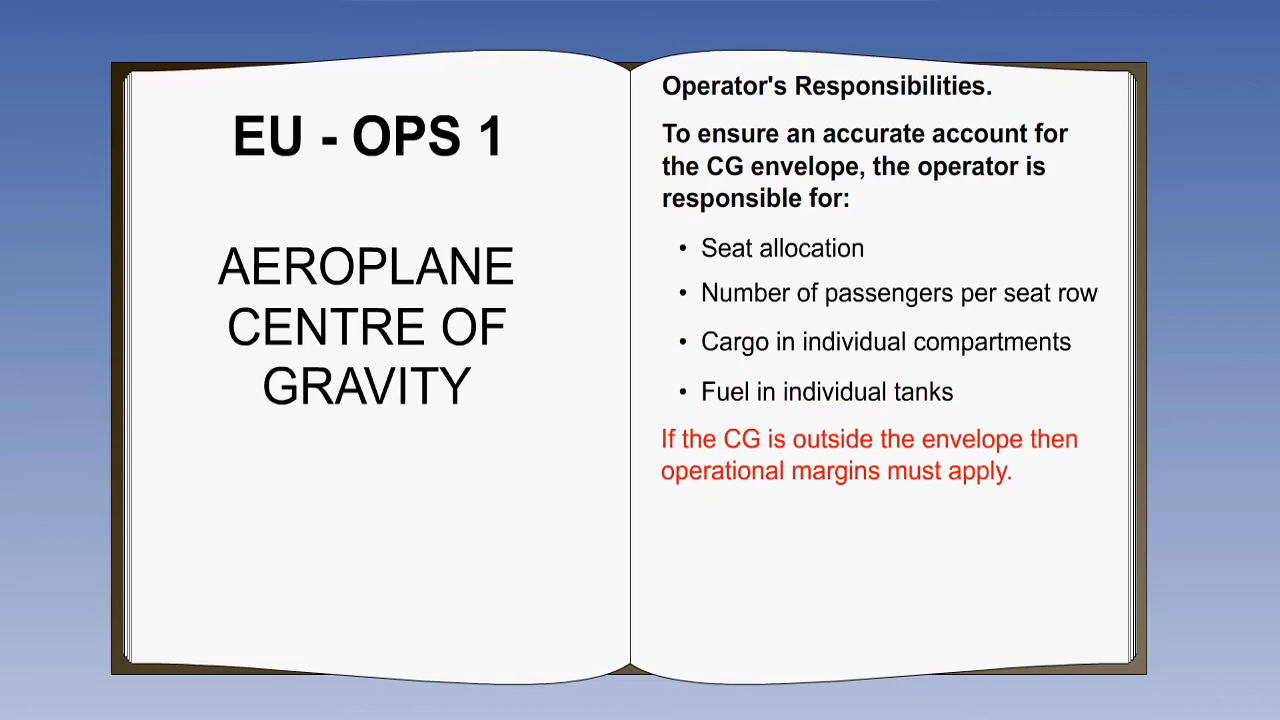 EU - OPS 1
AEROPLANE
CENTRE OF
GRAVITY
Operator's Responsibilities.
To ensure an accurate account for
the CG envelope, the operator is
responsible for:
• Seat allocation
• Number of passengers per seat row
• Cargo in individual compartments
• Fuel in individual tanks
If the CG is outside the envelope then
operational margins must apply.